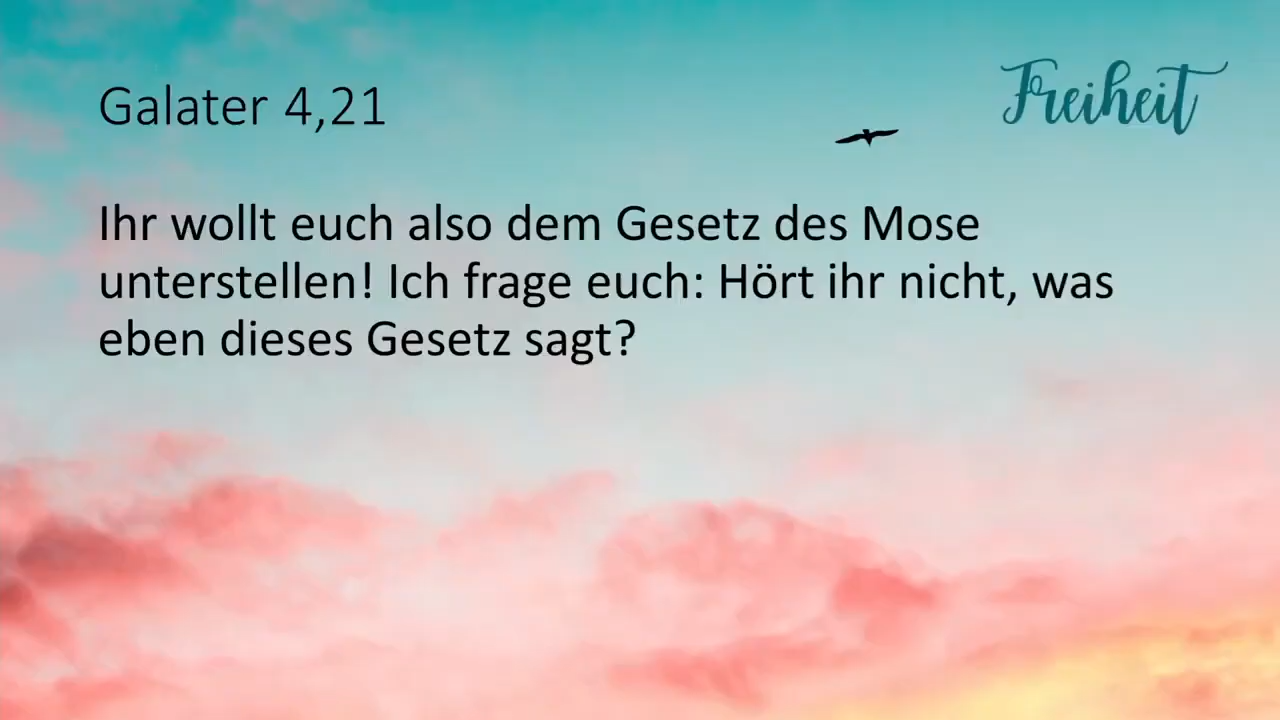 Galater 4,21
Freiheit
Ihr wollt euch also dem Gesetz des Mose
unterstellen! Ich frage euch: Hört ihr nicht, was
eben dieses Gesetz sagt?